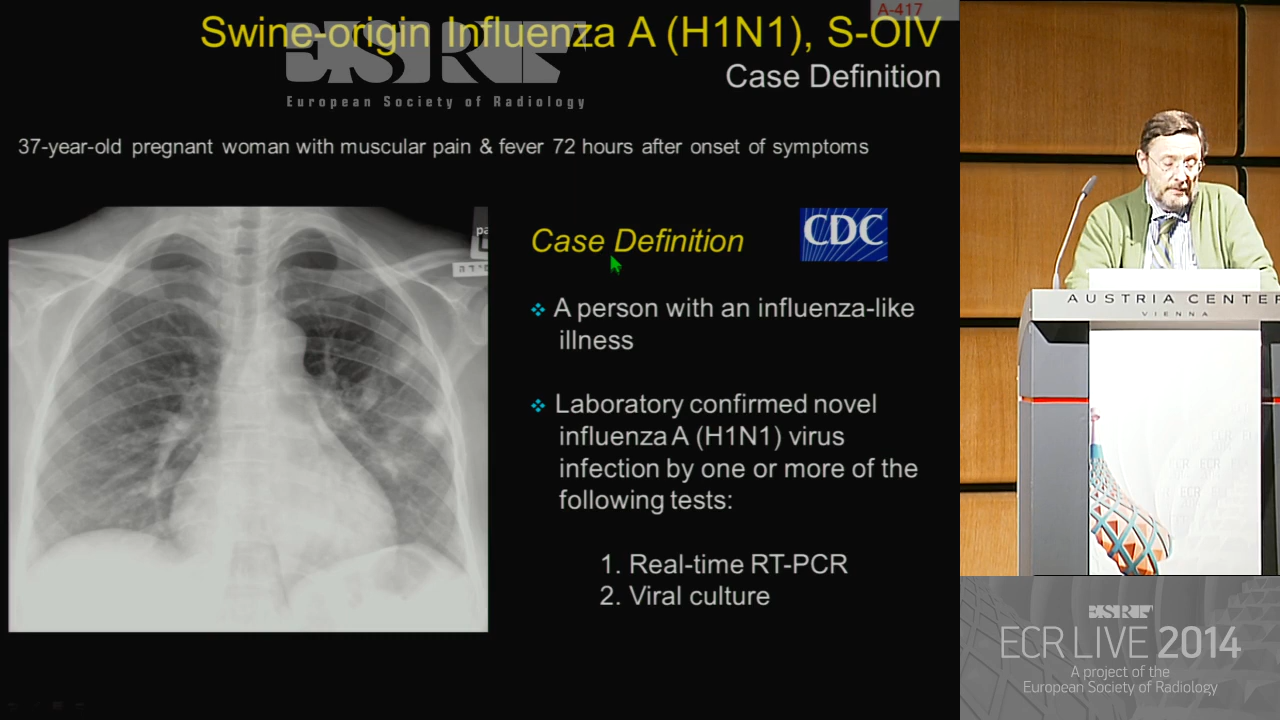 A-417
Swine-origin Influenza A (H1N1), S-OIV
ESR
European Society of Radiology
Case Definition
37-year-old pregnant woman with muscular pain & fever 72 hours after onset of symptoms
Case Definition
CDC
❖ A person with an influenza-like
illness
❖ Laboratory confirmed novel
influenza A (H1N1) virus
infection by one or more of the
following tests:
1. Real-time RT-PCR
2. Viral culture
AUSTRIA CENTER
VIENNA
ESR
ECR LIVE 2014
A project of the
European Society of Radiology